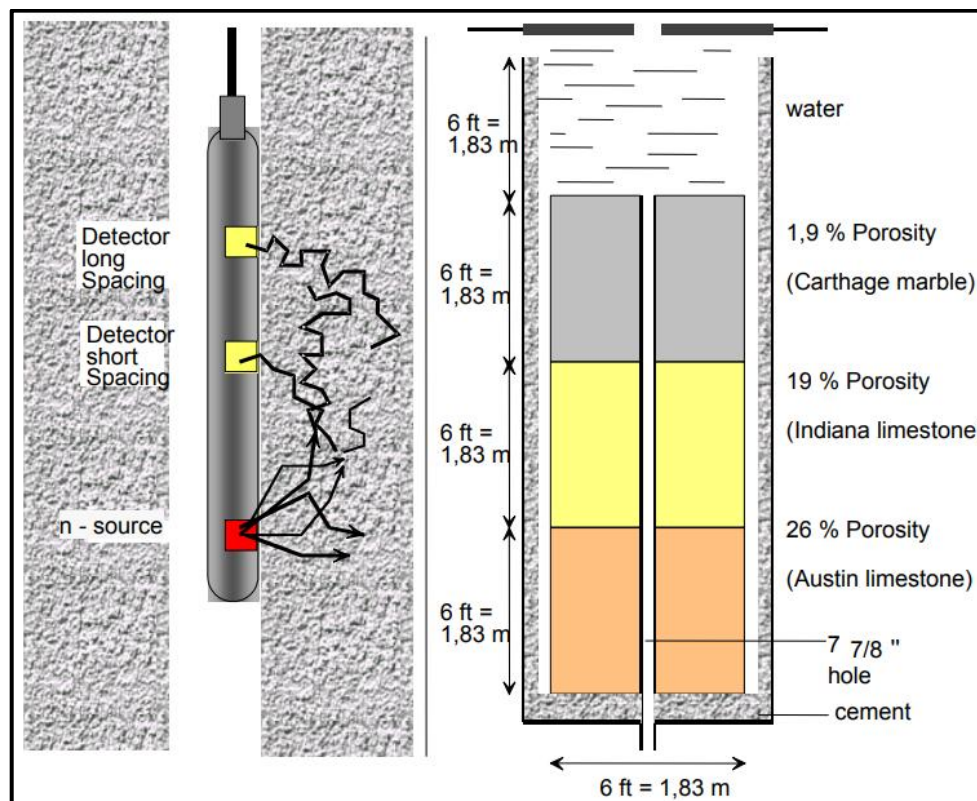 Detector
long
Spacing
Detector
short
Spacing
n - source
6 ft =
1,83 m
6 ft =
1,83 m
6 ft =
1,83 m
6 ft =
1,83 m
water
1,9 % Porosity
(Carthage marble)
19 % Porosity
(Indiana limestone
26 % Porosity
(Austin limestone)
7 7/8 "
hole
cement
6 ft = 1,83 m